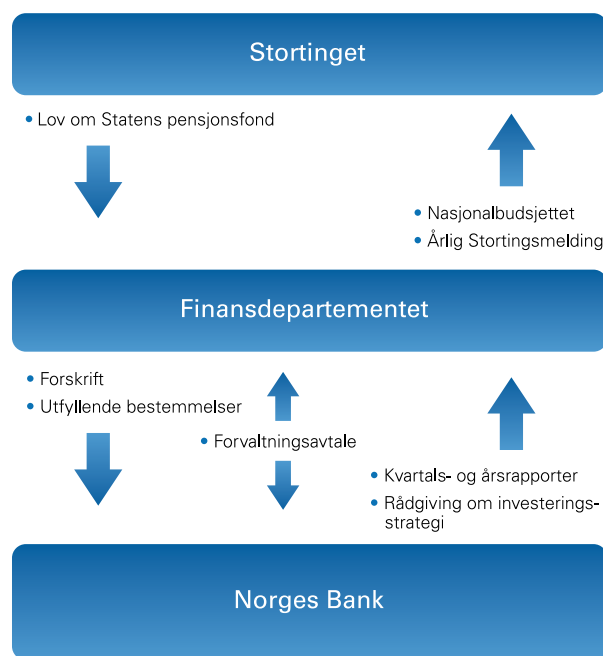 Stortinget
• Lov om Statens pensjonsfond
• Nasjonalbudsjettet
• Årlig Stortingsmelding
Finansdepartementet
• Forskrift
• Utfyllende bestemmelser
• Forvaltningsavtale
• Kvartals- og årsrapporter
• Rådgiving om investerings-
strategi
Norges Bank